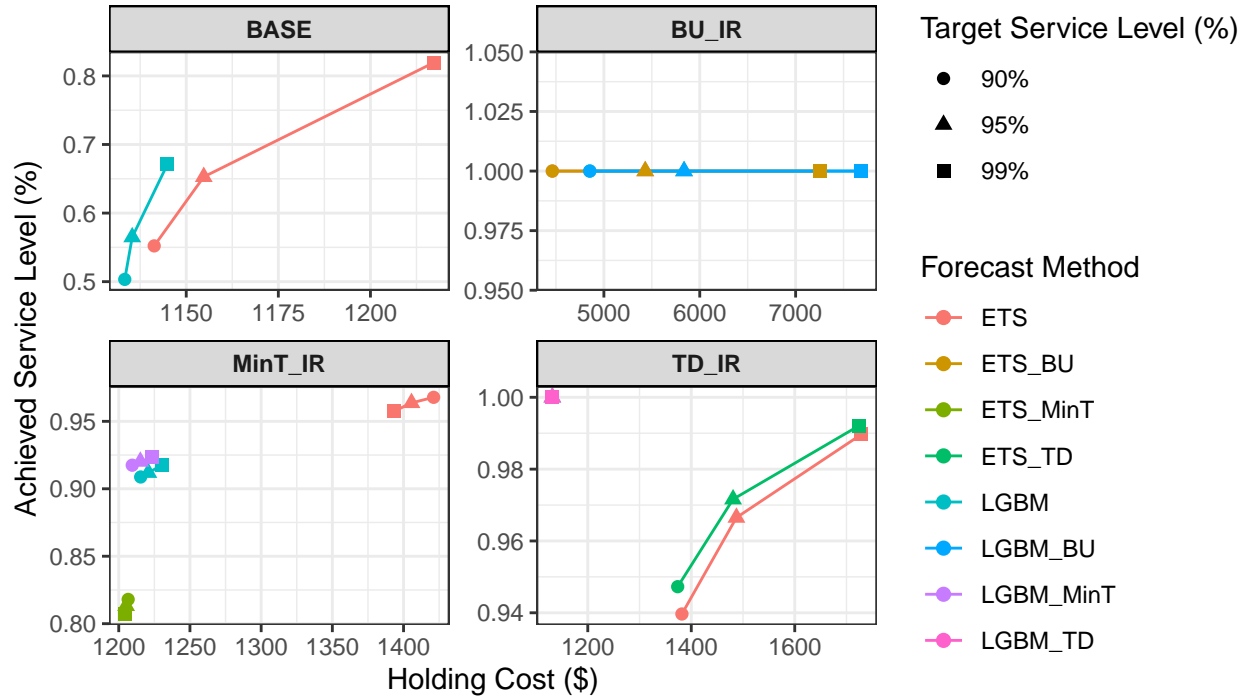 BASE
BU_IR
0.8
0.7
0.6
0.5
1150
1175
1200
1.050
1.025
1.000
0.975
0.950
5000
6000
7000
MinT_IR
TD_IR
0.95
0.90
0.85
0.80
1200
1250
1300
1350
1400
1.00
0.98
0.96
0.94
1200
1400
1600
Achieved Service Level (%)
Holding Cost ($)
Target Service Level (%)
90%
95%
99%
Forecast Method
ETS
ETS_BU
ETS_MinT
ETS_TD
LGBM
LGBM_BU
LGBM_MinT
LGBM_TD